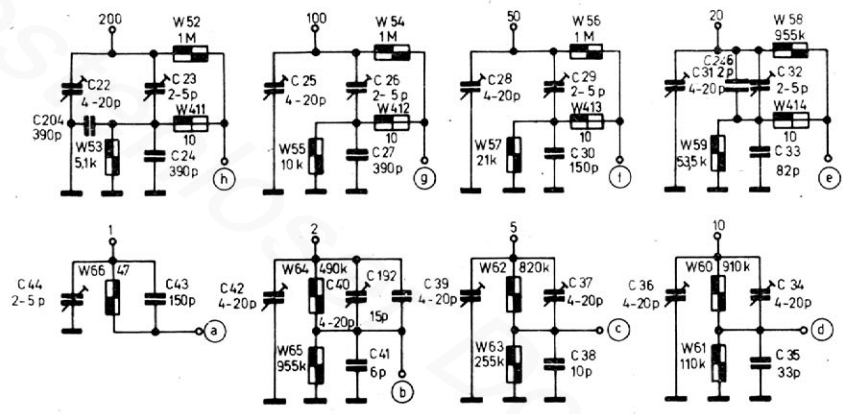 200
W52
1M
C22
4-20p
C23
2-5p
C204
390p
W411
10
W53
5,1k
C24
390p
h
100
W54
1M
C25
4-20p
C26
2-5p
W412
10
W55
10k
C27
390p
g
50
W56
1M
C28
4-20p
C29
2-5p
W413
10
W57
21k
C30
150p
f
20
W58
955k
C246
C31 2p
4-20p
C32
2-5p
W414
10
W59
53,5k
C33
82p
e
1
C44
2-5p
W66 47
C43
150p
a
2
C42
4-20p
W64 490k
C40
4-20p
C192
15p
W65
955k
C41
6p
b
5
C39
4-20p
W62 820k
C37
4-20p
W63
255k
C38
10p
c
10
C36
4-20p
W60 910k
C34
4-20p
W61
110k
C35
33p
d